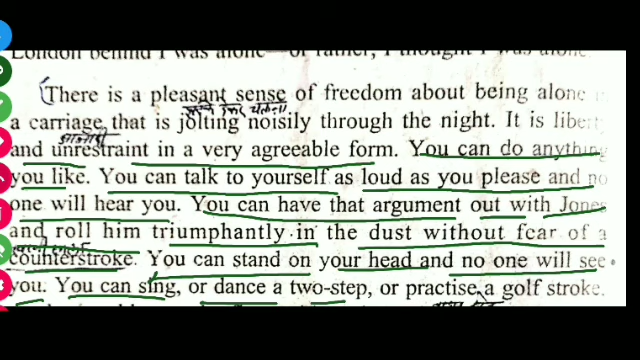 London behind I was alone—or rather, I thought I was alone.
There is a pleasant sense of freedom about being alone
a carriage that is jolting noisily through the night. It is liberty
आजादी
and unrestraint in a very agreeable form. You can do anything
you like. You can talk to yourself as loud as you please and no
one will hear you. You can have that argument out with Jones
and roll him triumphantly in the dust without fear of a
counterstroke. You can stand on your head and no one will see
you. You can sing, or dance a two-step, or practise a golf stroke.